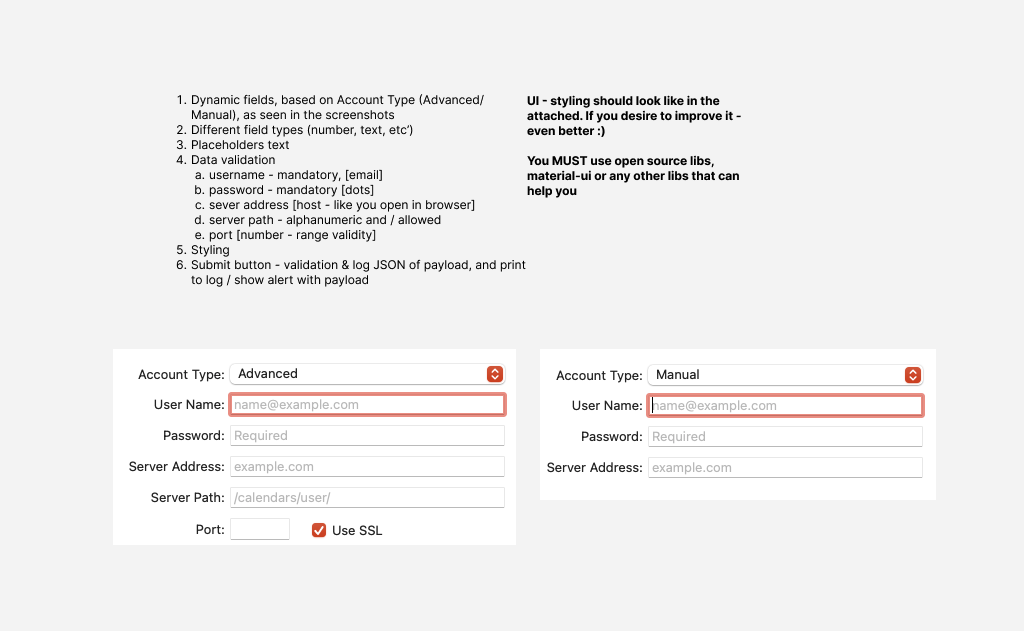 1. Dynamic fields, based on Account Type (Advanced/
Manual), as seen in the screenshots
2. Different field types (number, text, etc’)
3. Placeholders text
4. Data validation
a. username - mandatory, [email]
b. password - mandatory [dots]
c. sever address [host - like you open in browser]
d. server path - alphanumeric and / allowed
e. port [number - range validity]
5. Styling
6. Submit button - validation & log JSON of payload, and print
to log / show alert with payload
UI - styling should look like in the
attached. If you desire to improve it -
even better :)
You MUST use open source libs,
material-ui or any other libs that can
help you
Account Type: Advanced
User Name: name@example.com
Password: Required
Server Address: example.com
Server Path: /calendars/user/
Port: Use SSL
Account Type: Manual
User Name: name@example.com
Password: Required
Server Address: example.com